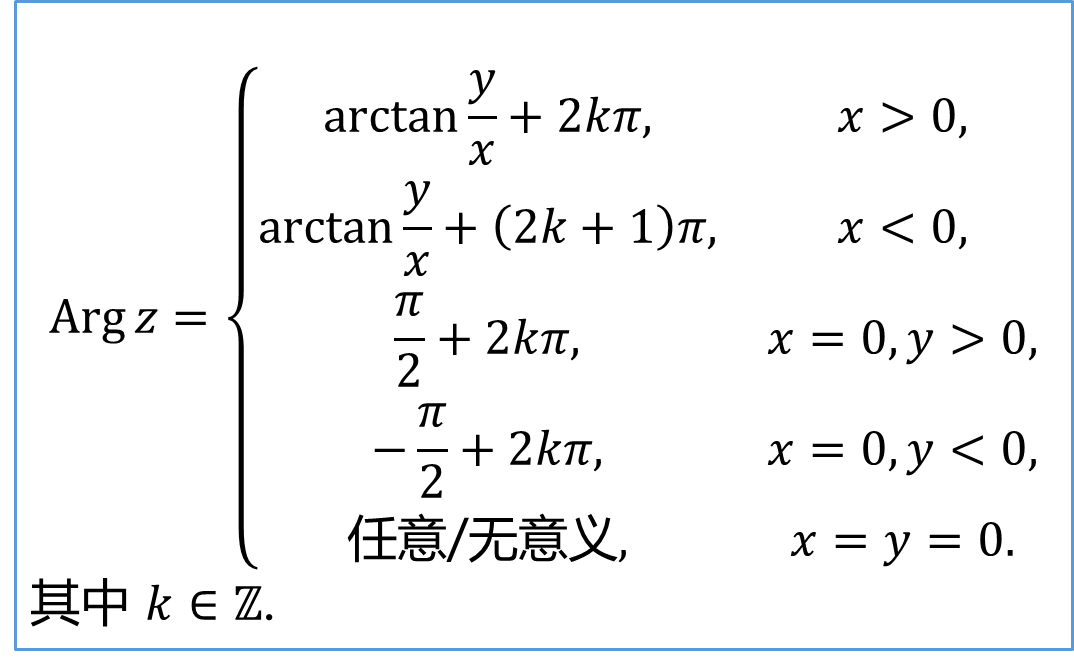 Arg z = { arctan y/x + 2kπ, x > 0,
arctan y/x + (2k + 1)π, x < 0,
π/2 + 2kπ, x = 0, y > 0,
−π/2 + 2kπ, x = 0, y < 0,
任意/无意义, x = y = 0.
其中 k ∈ ℤ.